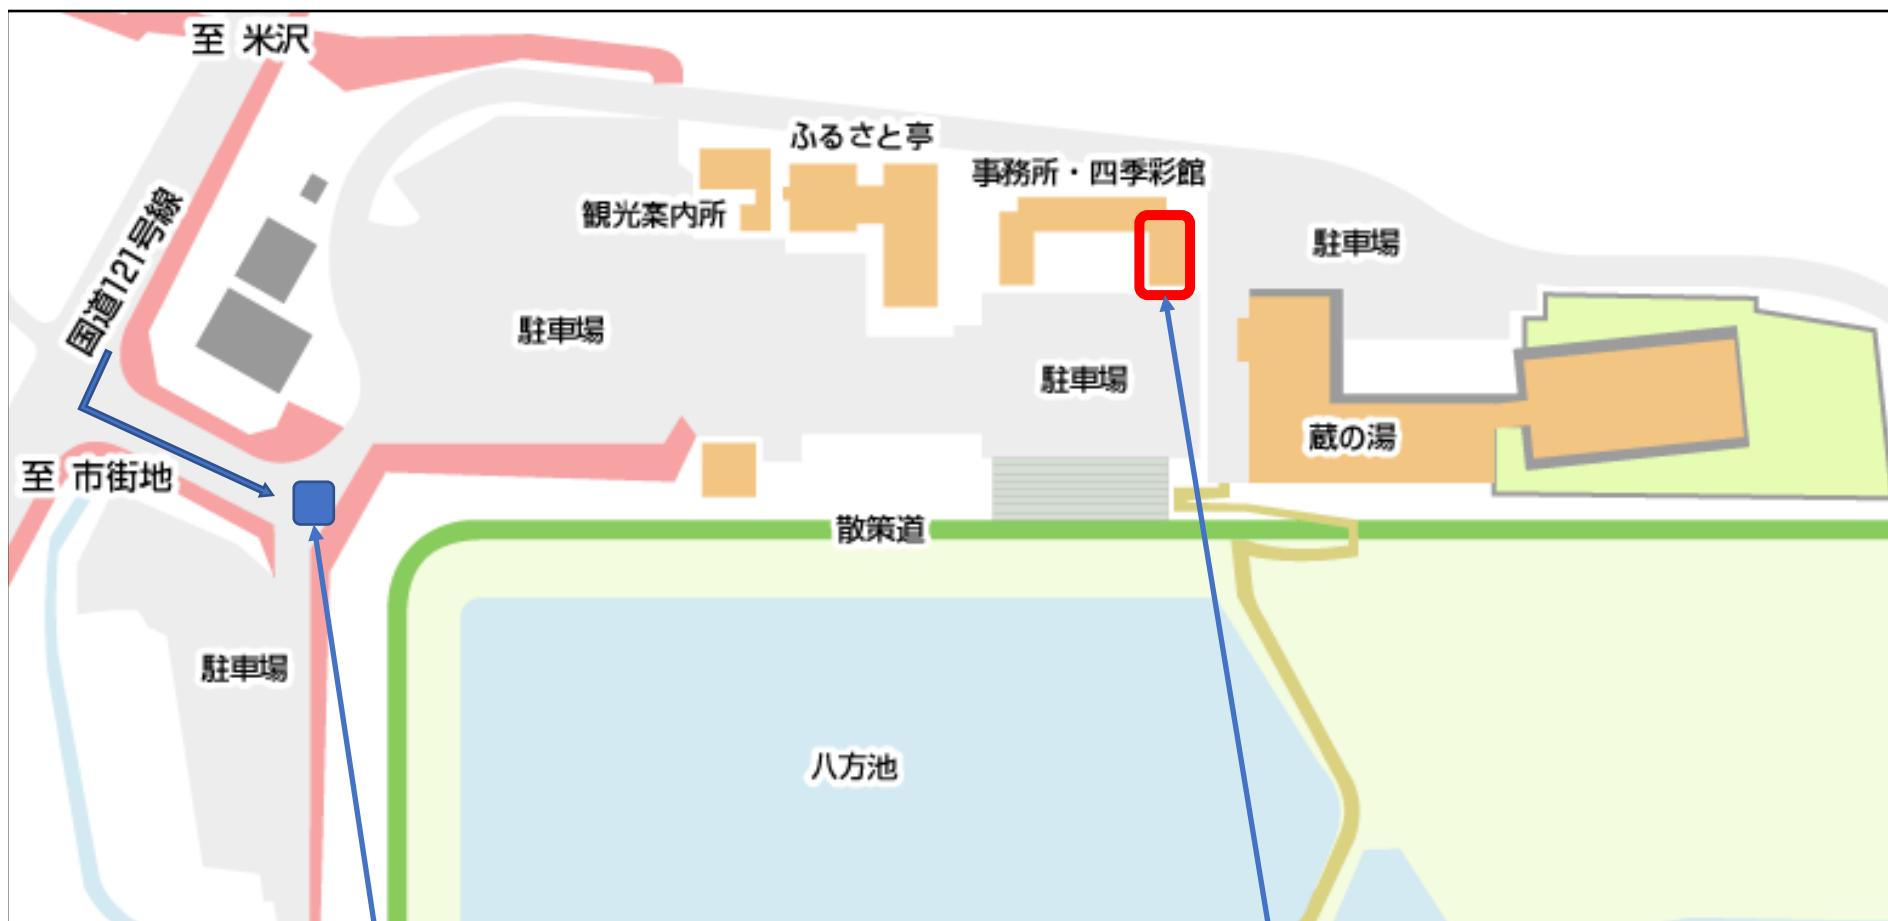 至 米沢
ふるさと亭
事務所・四季彩館
観光案内所
国道121号線
駐車場
駐車場
駐車場
蔵の湯
至 市街地
散策道
駐車場
八方池